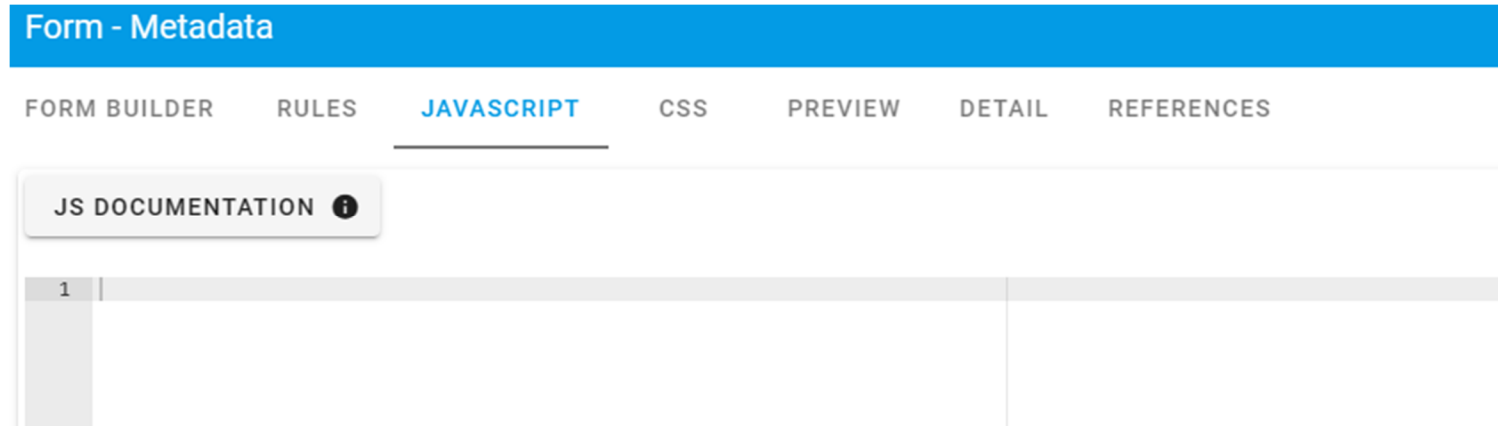 Form - Metadata
FORM BUILDER RULES JAVASCRIPT CSS PREVIEW DETAIL REFERENCES
JS DOCUMENTATION
1